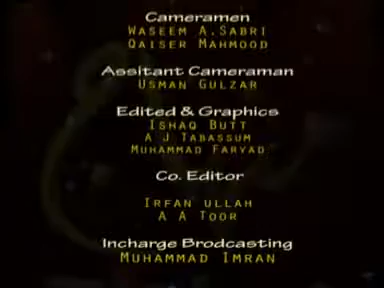 Cameramen
Waseem A.Sabri
Qaiser Mahmood
Assitant Cameraman
Usman Gulzar
Edited & Graphics
Ishaq Butt
A J Tabassum
Muhammad Faryad
Co. Editor
Irfan ullah
A A Toor
Incharge Brodcasting
Muhammad Imran